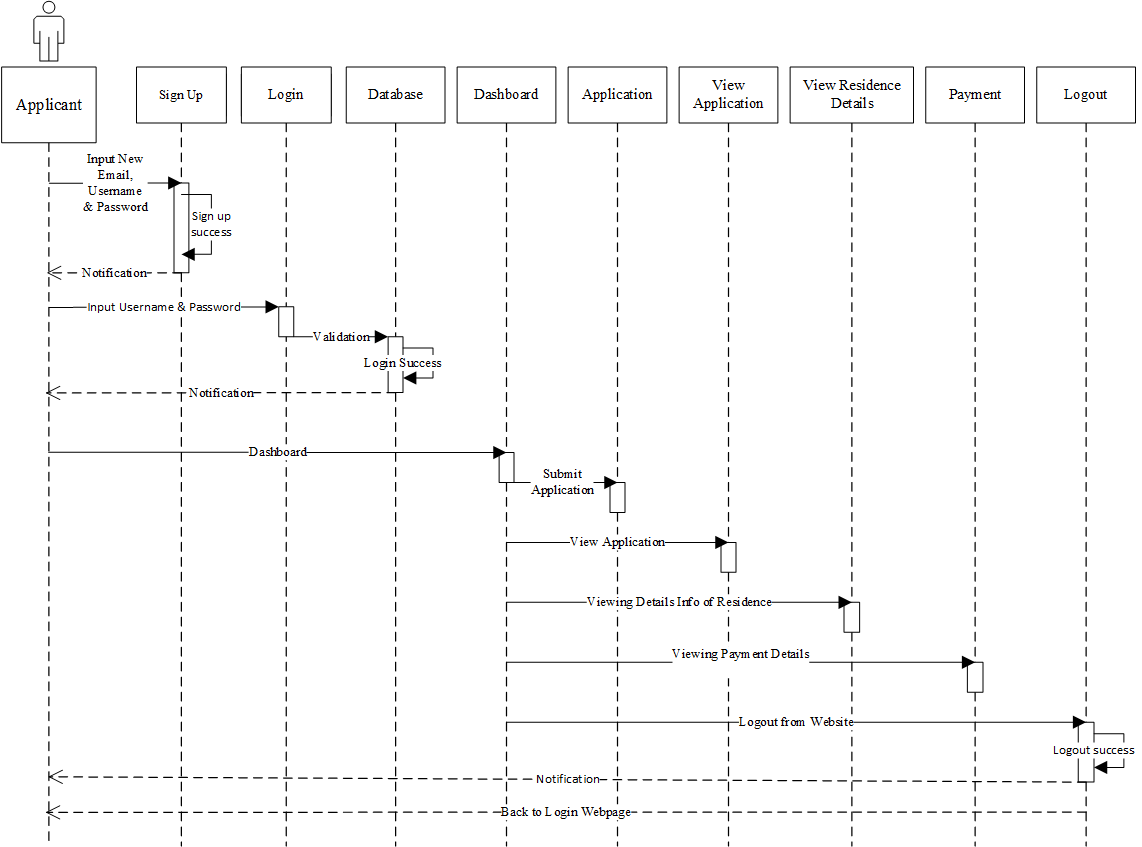 Applicant
Sign Up
Login
Database
Dashboard
Application
View
Application
View Residence
Details
Payment
Logout
Input New
Email,
Username
& Password
Sign up
success
Notification
Input Username & Password
Validation
Login Success
Notification
Dashboard
Submit
Application
View Application
Viewing Details Info of Residence
Viewing Payment Details
Logout from Website
Logout success
Notification
Back to Login Webpage